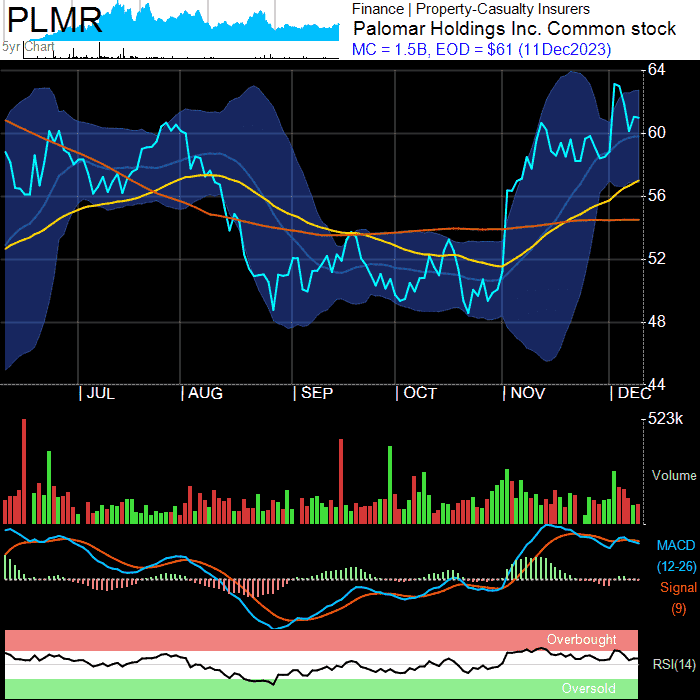 PLMR
5yr Chart
Finance | Property-Casualty Insurers
Palomar Holdings Inc. Common stock
MC = 1.5B, EOD = $61 (11Dec2023)
64
60
56
52
48
44
JUL
AUG
SEP
OCT
NOV
DEC
523k
Volume
MACD
(12-26)
Signal
(9)
Overbought
RSI(14)
Oversold